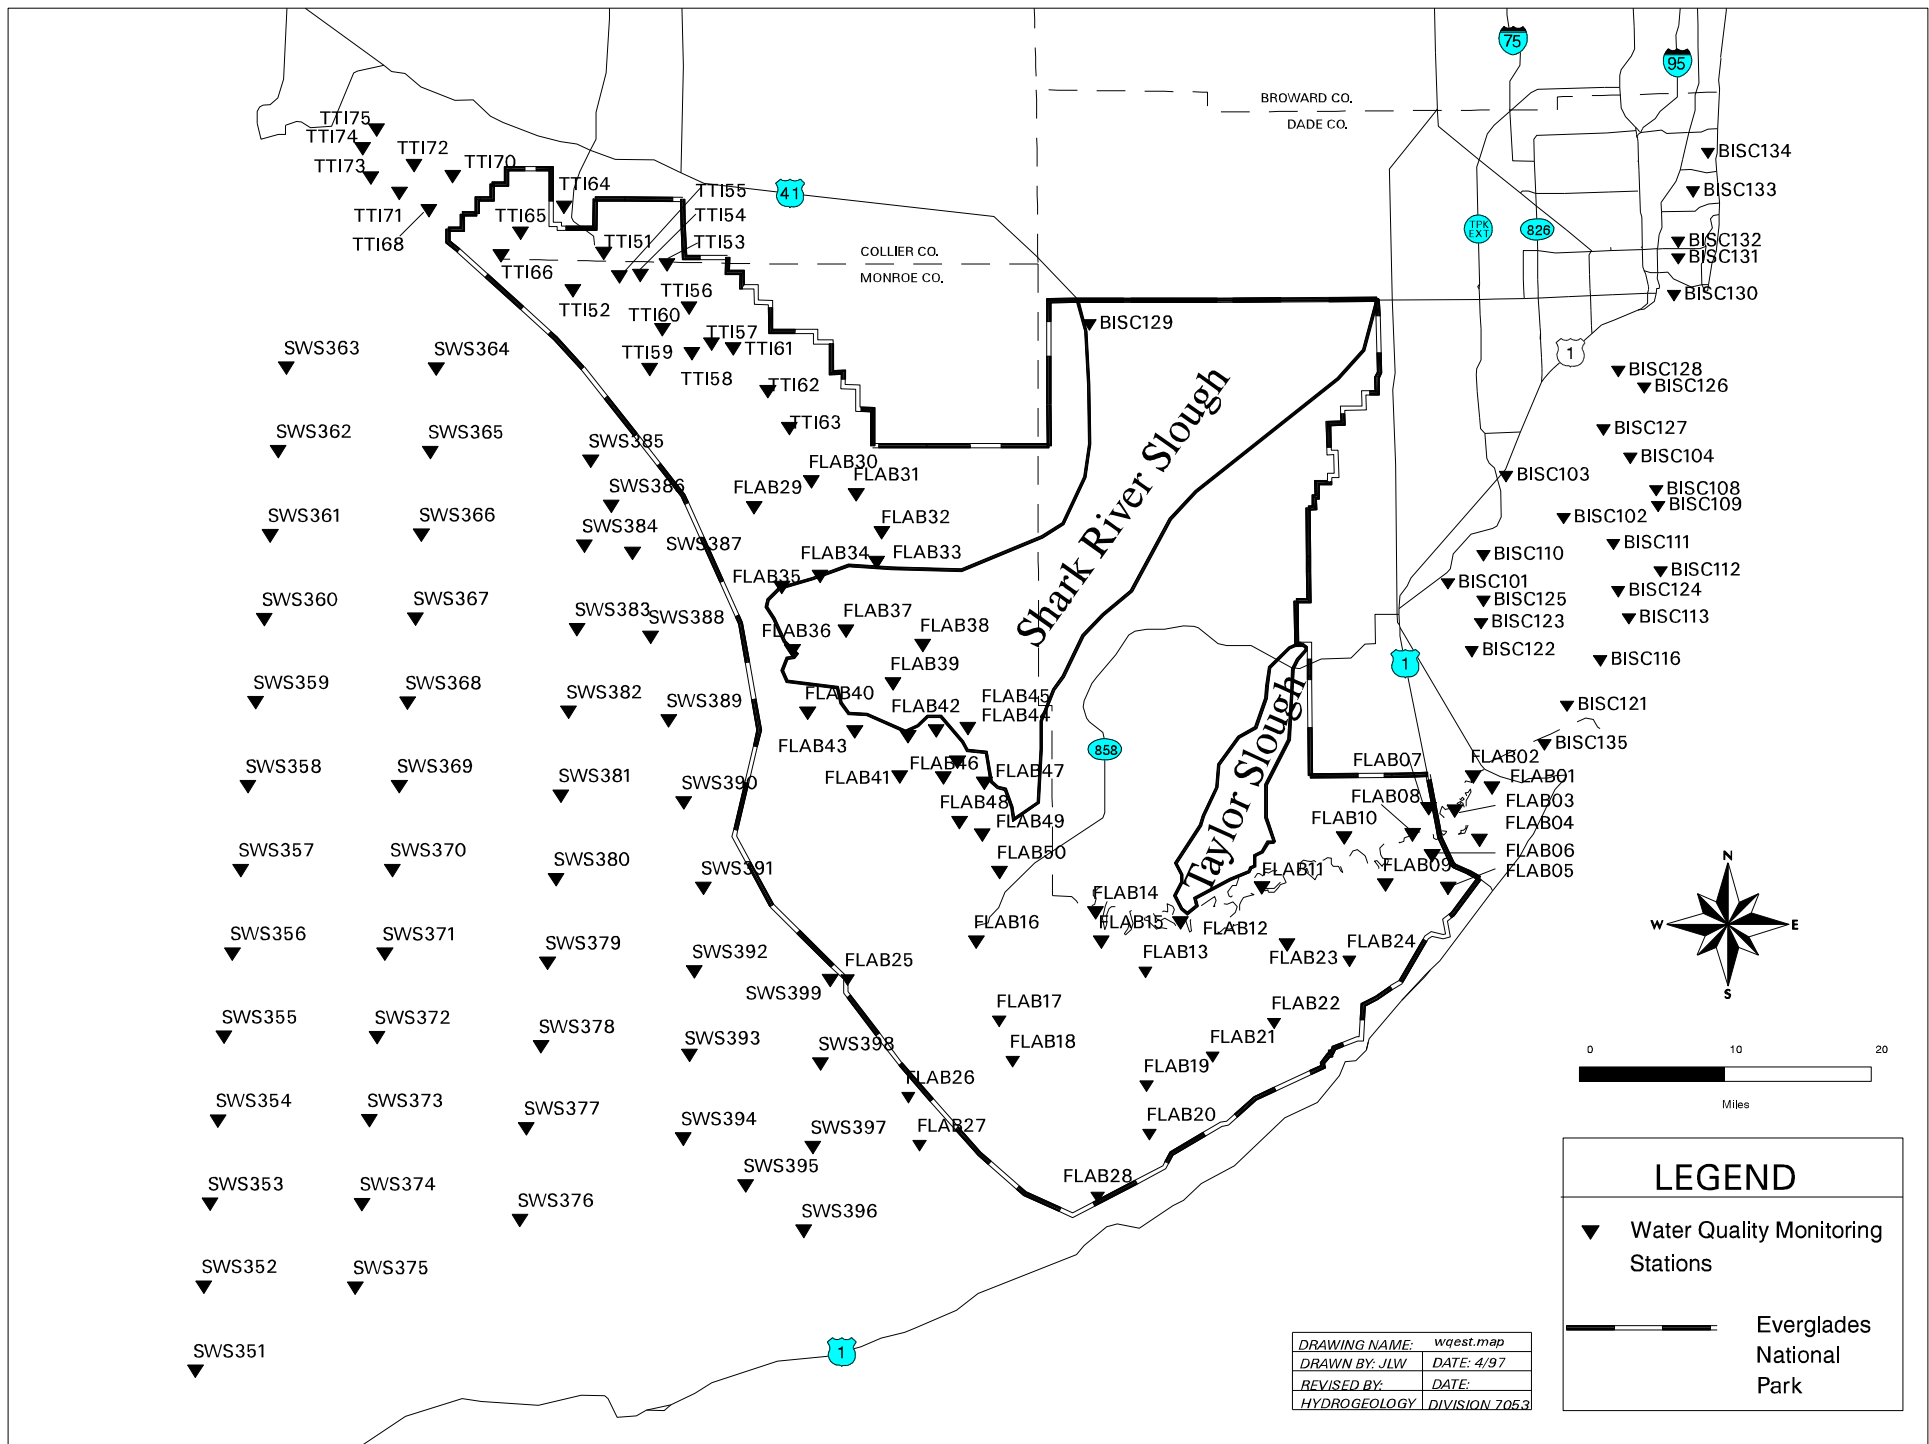 75
95
BROWARD CO.
DADE CO.
TTI75
TTI74
TTI73
TTI72
TTI70
TTI71
TTI68
TTI64
TTI65
TTI66
TTI51
TTI55
TTI54
TTI53
TTI52
TTI56
TTI60
TTI57
TTI61
TTI59
TTI58
TTI62
TTI63
41
COLLIER CO.
MONROE CO.
TPK
EXT
826
1
BISC134
BISC133
BISC132
BISC131
BISC130
BISC129
BISC128
BISC126
BISC127
BISC104
BISC103
BISC108
BISC109
BISC102
BISC111
BISC110
BISC112
BISC101
BISC124
BISC125
BISC113
BISC123
BISC122
BISC116
BISC121
BISC135
SWS363
SWS364
SWS362
SWS365
SWS385
SWS386
SWS361
SWS366
SWS384
SWS387
SWS360
SWS367
SWS383
SWS388
SWS359
SWS368
SWS382
SWS389
SWS358
SWS369
SWS381
SWS390
SWS357
SWS370
SWS380
SWS391
SWS356
SWS371
SWS379
SWS392
SWS399
SWS355
SWS372
SWS378
SWS393
SWS398
SWS354
SWS373
SWS377
SWS394
SWS397
SWS395
SWS353
SWS374
SWS376
SWS396
SWS352
SWS375
SWS351
FLAB30
FLAB31
FLAB29
FLAB32
FLAB34
FLAB33
FLAB35
FLAB37
FLAB36
FLAB38
FLAB39
FLAB40
FLAB42
FLAB45
FLAB44
FLAB43
FLAB41
FLAB46
FLAB47
FLAB48
FLAB49
FLAB50
Shark River Slough
Taylor Slough
858
1
FLAB07
FLAB02
FLAB01
FLAB08
FLAB03
FLAB10
FLAB04
FLAB06
FLAB09
FLAB05
FLAB11
FLAB14
FLAB16
FLAB15
FLAB12
FLAB13
FLAB24
FLAB23
FLAB25
FLAB17
FLAB22
FLAB18
FLAB21
FLAB19
FLAB26
FLAB20
FLAB27
FLAB28
1
N
W
E
S
0
10
20
Miles
LEGEND
Water Quality Monitoring
Stations
Everglades
National
Park
DRAWING NAME: wqest.map
DRAWN BY: JLW DATE: 4/97
REVISED BY: DATE:
HYDROGEOLOGY DIVISION 7053